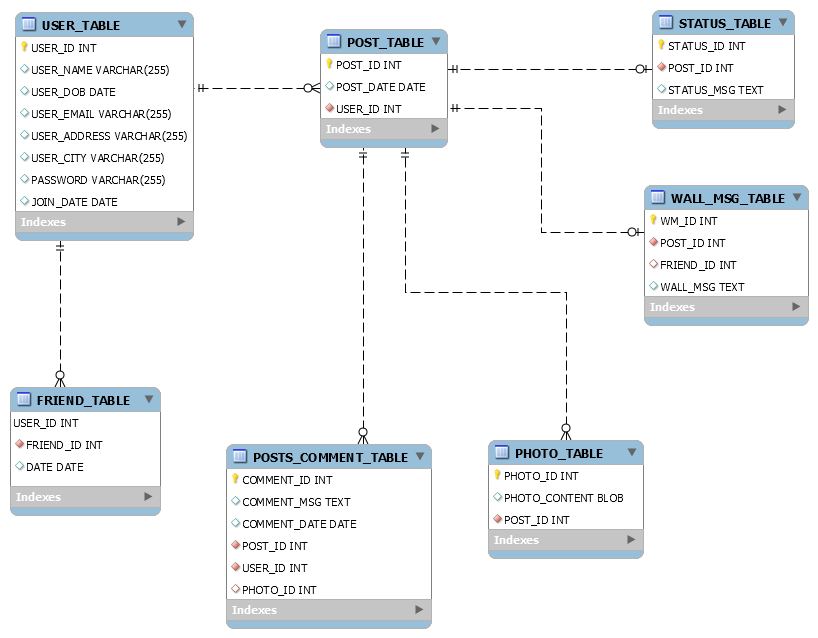 USER_TABLE
USER_ID INT
USER_NAME VARCHAR(255)
USER_DOB DATE
USER_EMAIL VARCHAR(255)
USER_ADDRESS VARCHAR(255)
USER_CITY VARCHAR(255)
PASSWORD VARCHAR(255)
JOIN_DATE DATE
Indexes
POST_TABLE
POST_ID INT
POST_DATE DATE
USER_ID INT
Indexes
STATUS_TABLE
STATUS_ID INT
POST_ID INT
STATUS_MSG TEXT
Indexes
WALL_MSG_TABLE
WM_ID INT
POST_ID INT
FRIEND_ID INT
WALL_MSG TEXT
Indexes
FRIEND_TABLE
USER_ID INT
FRIEND_ID INT
DATE DATE
Indexes
POSTS_COMMENT_TABLE
COMMENT_ID INT
COMMENT_MSG TEXT
COMMENT_DATE DATE
POST_ID INT
USER_ID INT
PHOTO_ID INT
Indexes
PHOTO_TABLE
PHOTO_ID INT
PHOTO_CONTENT BLOB
POST_ID INT
Indexes